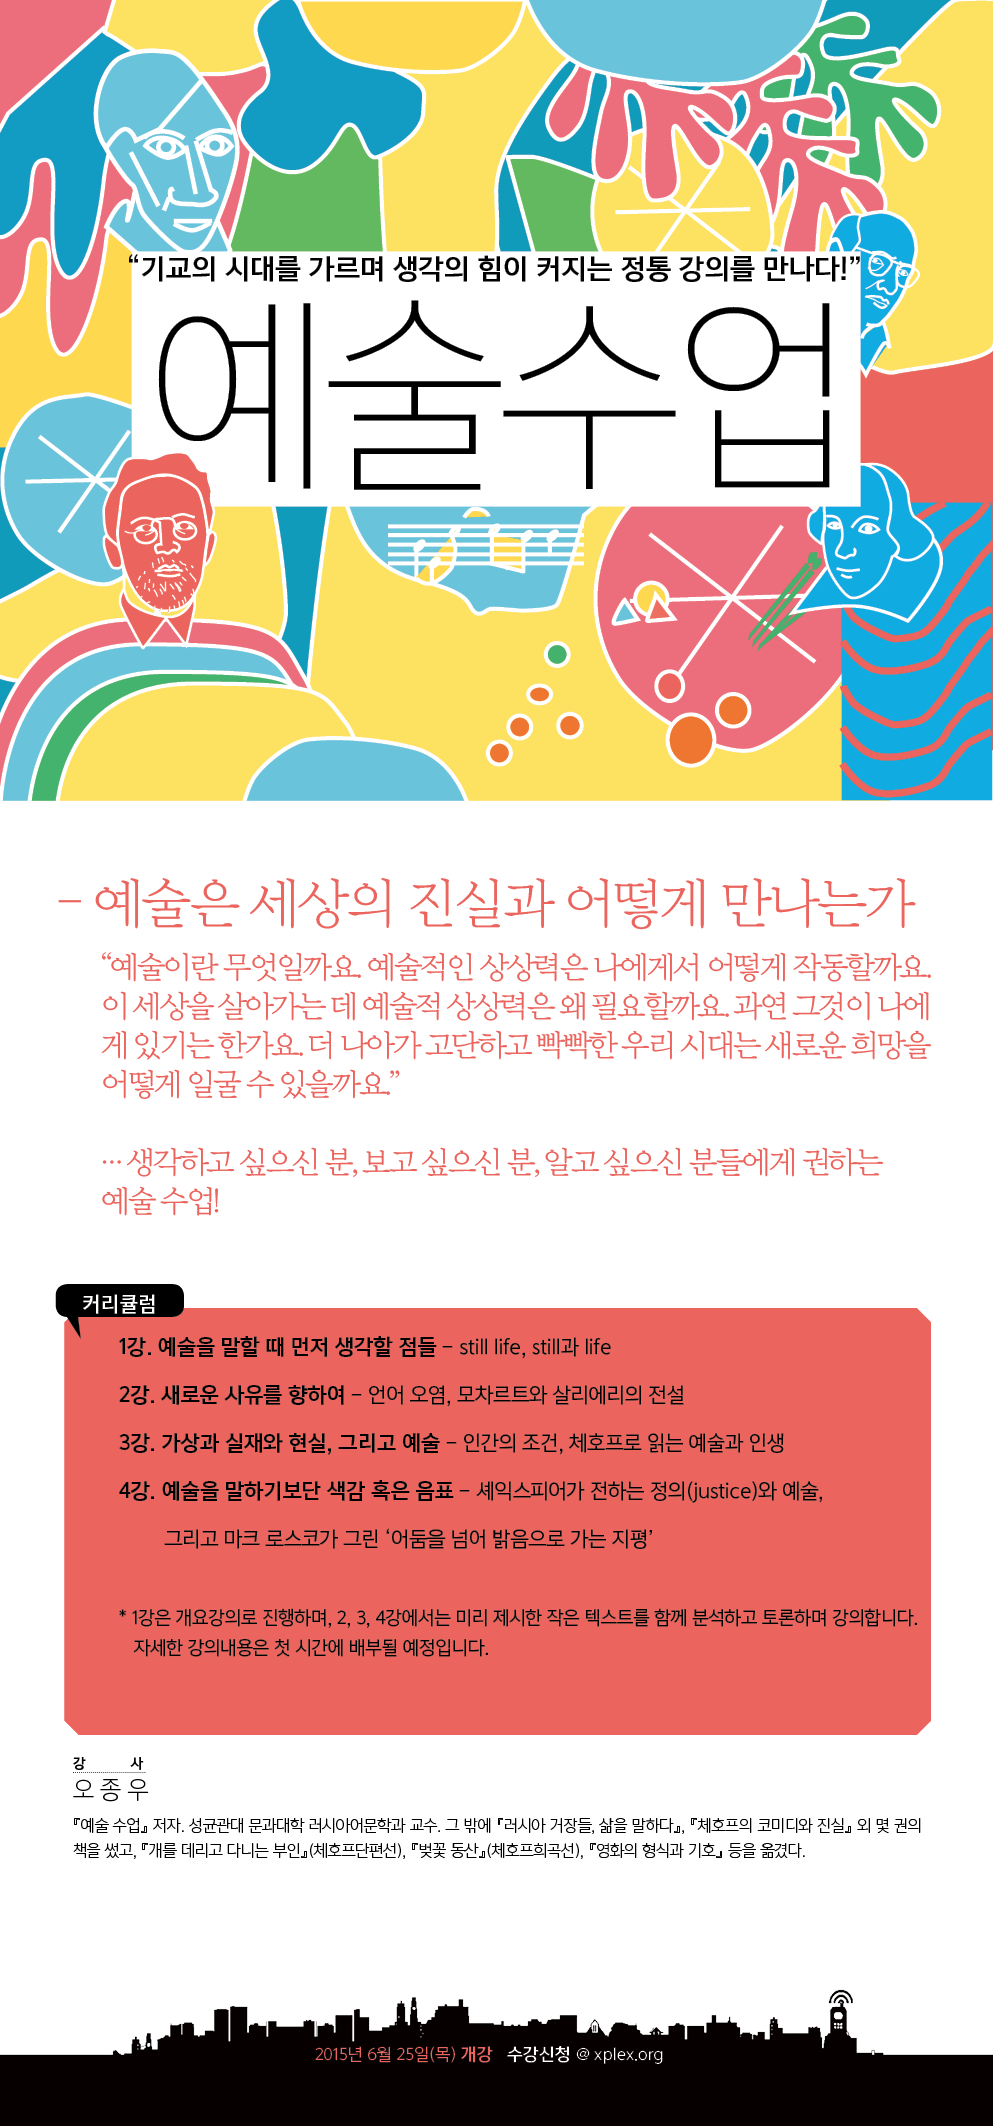 “기교의 시대를 가르며 생각의 힘이 커지는 정통 강의를 만나다!”
예술수업
– 예술은 세상의 진실과 어떻게 만나는가
“예술이란 무엇일까요. 예술적인 상상력은 나에게서 어떻게 작동할까요.
이 세상을 살아가는 데 예술적 상상력은 왜 필요할까요. 과연 그것이 나에
게 있기는 한가요. 더 나아가 고단하고 빡빡한 우리 시대는 새로운 희망을
어떻게 일굴 수 있을까요.”
… 생각하고 싶으신 분, 보고 싶으신 분, 알고 싶으신 분들에게 권하는
예술 수업!
커리큘럼
1강. 예술을 말할 때 먼저 생각할 점들 – still life, still과 life
2강. 새로운 사유를 향하여 – 언어 오염, 모차르트와 살리에리의 전설
3강. 가상과 실재와 현실, 그리고 예술 – 인간의 조건, 체호프로 읽는 예술과 인생
4강. 예술을 말하기보단 색감 혹은 음표 – 셰익스피어가 전하는 정의(justice)와 예술,
그리고 마크 로스코가 그린 ‘어둠을 넘어 밝음으로 가는 지평’
* 1강은 개요강의로 진행하며, 2, 3, 4강에서는 미리 제시한 작은 텍스트를 함께 분석하고 토론하며 강의합니다.
자세한 강의내용은 첫 시간에 배부될 예정입니다.
강 사
오종우
『예술 수업』 저자. 성균관대 문과대학 러시아어문학과 교수. 그 밖에 『러시아 거장들, 삶을 말하다』, 『체호프의 코미디와 진실』 외 몇 권의
책을 썼고, 『개를 데리고 다니는 부인』(체호프단편선), 『벚꽃 동산』(체호프희곡선), 『영화의 형식과 기호』 등을 옮겼다.
2015년 6월 25일(목) 개강 수강신청 @ xplex.org